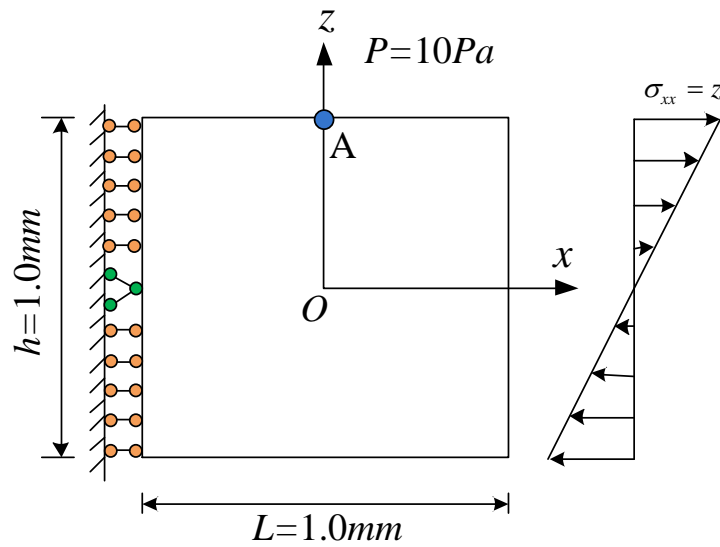 z
P=10Pa
σxx = z
A
h=1.0mm
x
O
L=1.0mm